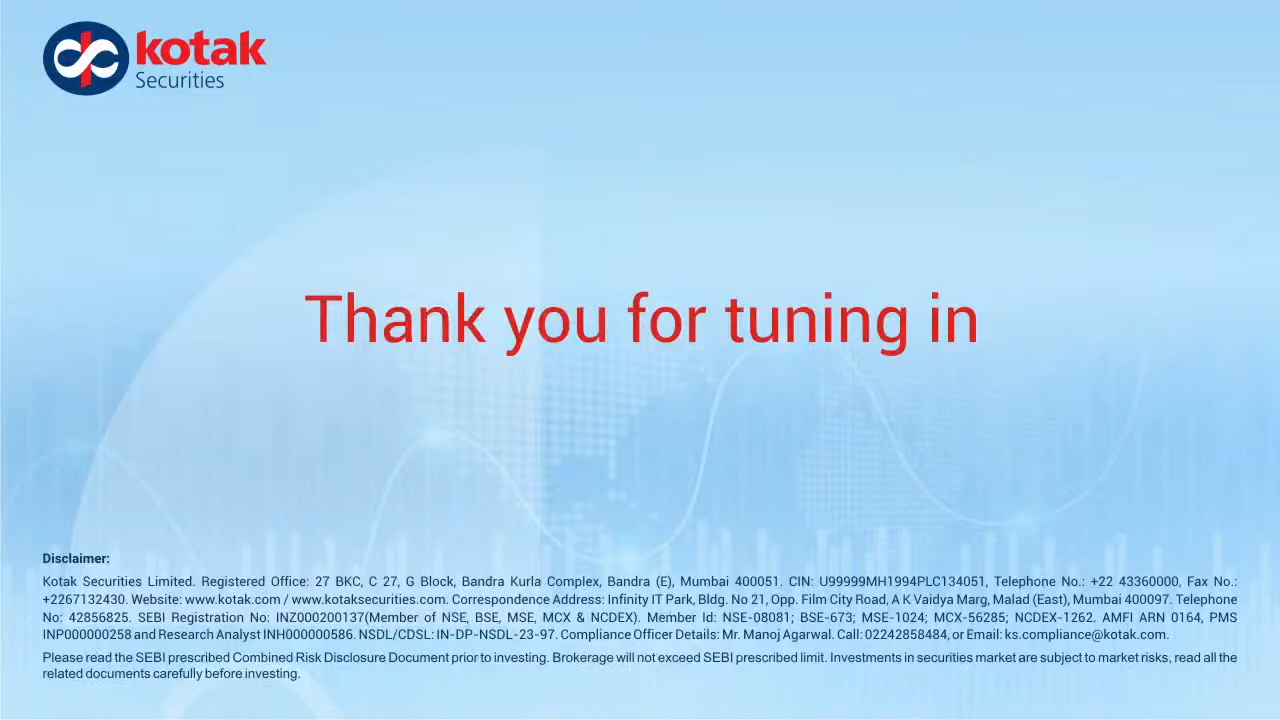 kotak
Securities
Thank you for tuning in
Disclaimer:
Kotak Securities Limited. Registered Office: 27 BKC, C 27, G Block, Bandra Kurla Complex, Bandra (E), Mumbai 400051. CIN: U99999MH1994PLC134051, Telephone No.: +22 43360000, Fax No.:
+2267132430. Website: www.kotak.com / www.kotaksecurities.com. Correspondence Address: Infinity IT Park, Bldg. No 21, Opp. Film City Road, A K Vaidya Marg, Malad (East), Mumbai 400097. Telephone
No: 42856825. SEBI Registration No: INZ000200137(Member of NSE, BSE, MSE, MCX & NCDEX). Member Id: NSE-08081; BSE-673; MSE-1024; MCX-56285; NCDEX-1262. AMFI ARN 0164, PMS
INP000000258 and Research Analyst INH000000586. NSDL/CDSL: IN-DP-NSDL-23-97. Compliance Officer Details: Mr. Manoj Agarwal. Call: 02242858484, or Email: ks.compliance@kotak.com.
Please read the SEBI prescribed Combined Risk Disclosure Document prior to investing. Brokerage will not exceed SEBI prescribed limit. Investments in securities market are subject to market risks, read all the
related documents carefully before investing.